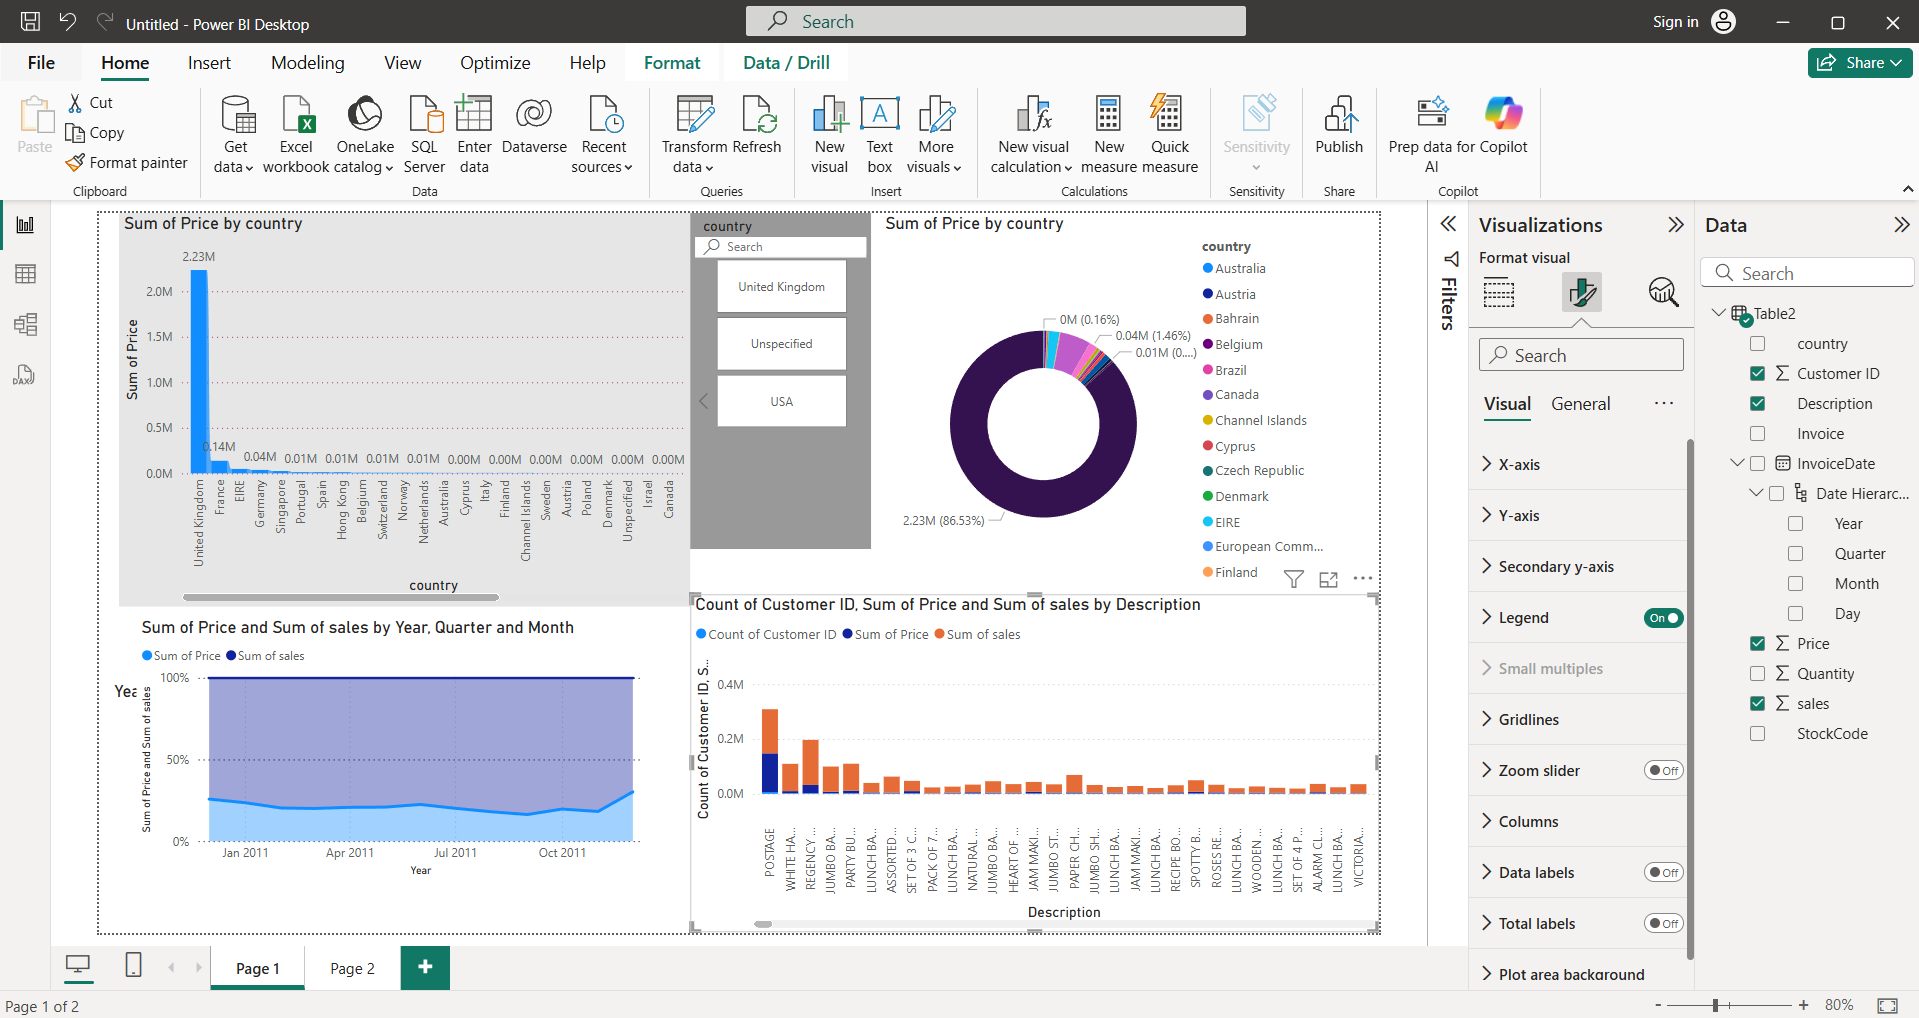 Untitled - Power BI Desktop
Search
Sign in
File
Home
Insert
Modeling
View
Optimize
Help
Format
Data / Drill
Share
Paste
Cut
Copy
Format painter
Clipboard
Get data
Excel workbook
OneLake catalog
SQL Server
Enter data
Dataverse
Recent sources
Data
Transform data
Refresh
Queries
New visual
Text box
More visuals
Insert
New visual calculation
New measure
Quick measure
Calculations
Sensitivity
Sensitivity
Publish
Share
Prep data for AI
Copilot
Copilot
Sum of Price by country
2.23M
2.0M
1.5M
1.0M
0.5M
0.0M
Sum of Price
0.14M
0.04M
0.01M
0.01M
0.01M
0.01M
0.00M
0.00M
0.00M
0.00M
0.00M
0.00M
United Kingdom
France
EIRE
Germany
Singapore
Portugal
Spain
Hong Kong
Belgium
Switzerland
Norway
Netherlands
Australia
Cyprus
Italy
Finland
Channel Islands
Sweden
Austria
Poland
Denmark
Unspecified
Israel
Canada
country
country
Search
United Kingdom
Unspecified
USA
Sum of Price by country
0M (0.16%)
0.04M (1.46%)
0.01M (0....)
2.23M (86.53%)
country
Australia
Austria
Bahrain
Belgium
Brazil
Canada
Channel Islands
Cyprus
Czech Republic
Denmark
EIRE
European Comm...
Finland
Sum of Price and Sum of sales by Year, Quarter and Month
Sum of Price
Sum of sales
Yea
Sum of Price and Sum of sales
100%
50%
0%
Jan 2011
Apr 2011
Jul 2011
Oct 2011
Year
Count of Customer ID, Sum of Price and Sum of sales by Description
Count of Customer ID
Sum of Price
Sum of sales
Count of Customer ID, S...
0.4M
0.2M
0.0M
POSTAGE
WHITE HA...
REGENCY ...
JUMBO BA...
PARTY BU...
LUNCH BA...
ASSORTED...
SET OF 3 C...
PACK OF 7...
LUNCH BA...
NATURAL ...
JUMBO BA...
HEART OF ...
JAM MAKI...
JUMBO ST...
PAPER CH...
JUMBO SH...
LUNCH BA...
JAM MAKI...
LUNCH BA...
RECIPE BO...
SPOTTY B...
ROSES RE...
LUNCH BA...
WOODEN ...
LUNCH BA...
SET OF 4 P...
ALARM CL...
LUNCH BA...
VICTORIA...
Description
Filters
Visualizations
Format visual
Search
Visual
General
X-axis
Y-axis
Secondary y-axis
Legend
On
Small multiples
Gridlines
Zoom slider
Off
Columns
Data labels
Off
Total labels
Off
Plot area background
Data
Search
Table2
country
Customer ID
Description
Invoice
InvoiceDate
Date Hierarc...
Year
Quarter
Month
Day
Price
Quantity
sales
StockCode
Page 1
Page 2
Page 1 of 2
80%